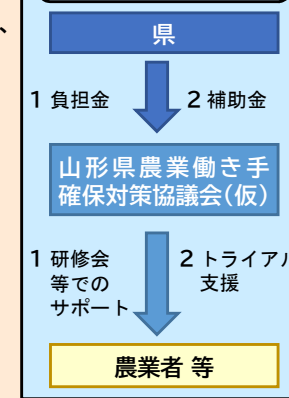 、
県
1 負担金
2 補助金
山形県農業働き手
確保対策協議会(仮)
1 研修会
等での
サポート
2 トライアル
支援
農業者 等